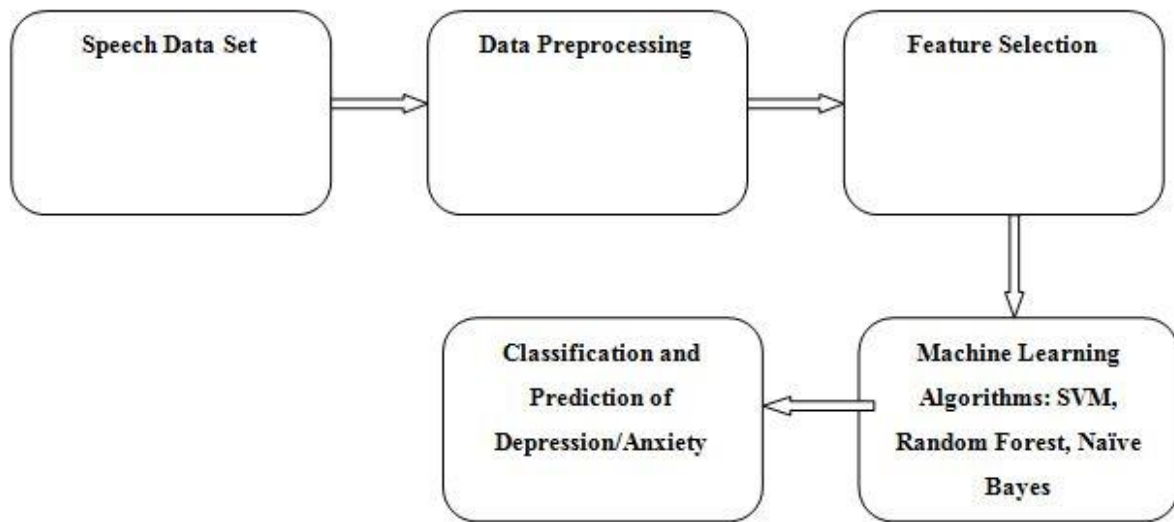 Speech Data Set
Data Preprocessing
Feature Selection
Machine Learning
Algorithms: SVM,
Random Forest, Naïve
Bayes
Classification and
Prediction of
Depression/Anxiety